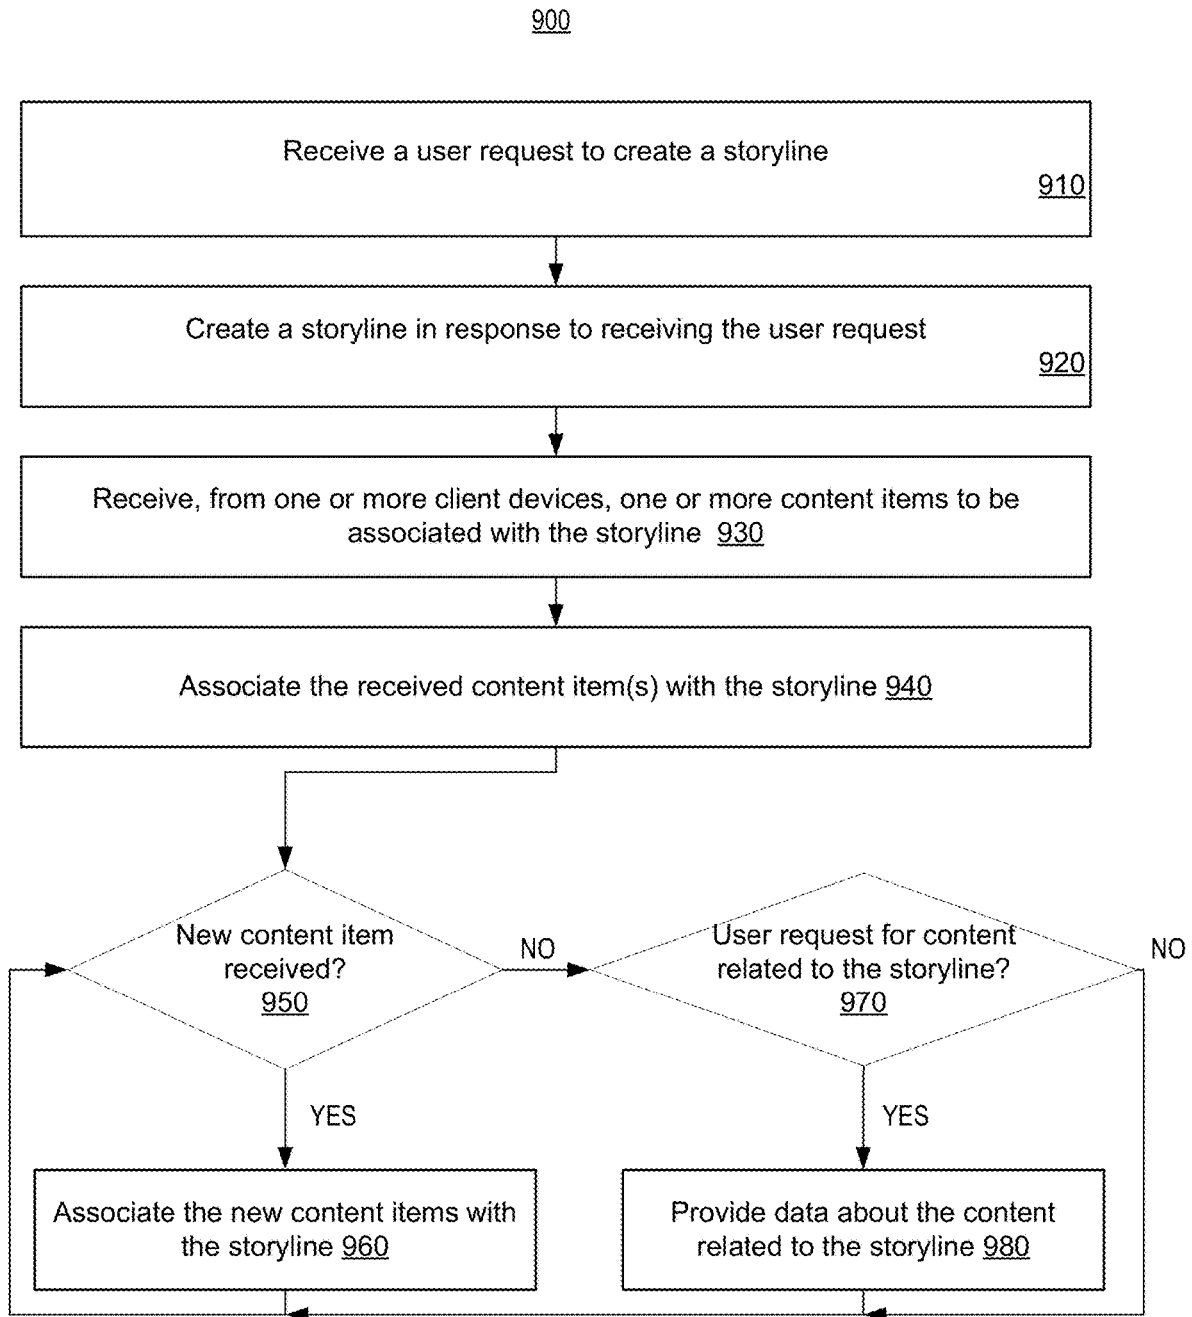 900
Receive a user request to create a storyline
910
Create a storyline in response to receiving the user request
920
Receive, from one or more client devices, one or more content items to be
associated with the storyline 930
Associate the received content item(s) with the storyline 940
New content item
received?
950
NO
User request for content
related to the storyline?
970
NO
YES
YES
Associate the new content items with
the storyline 960
Provide data about the content
related to the storyline 980